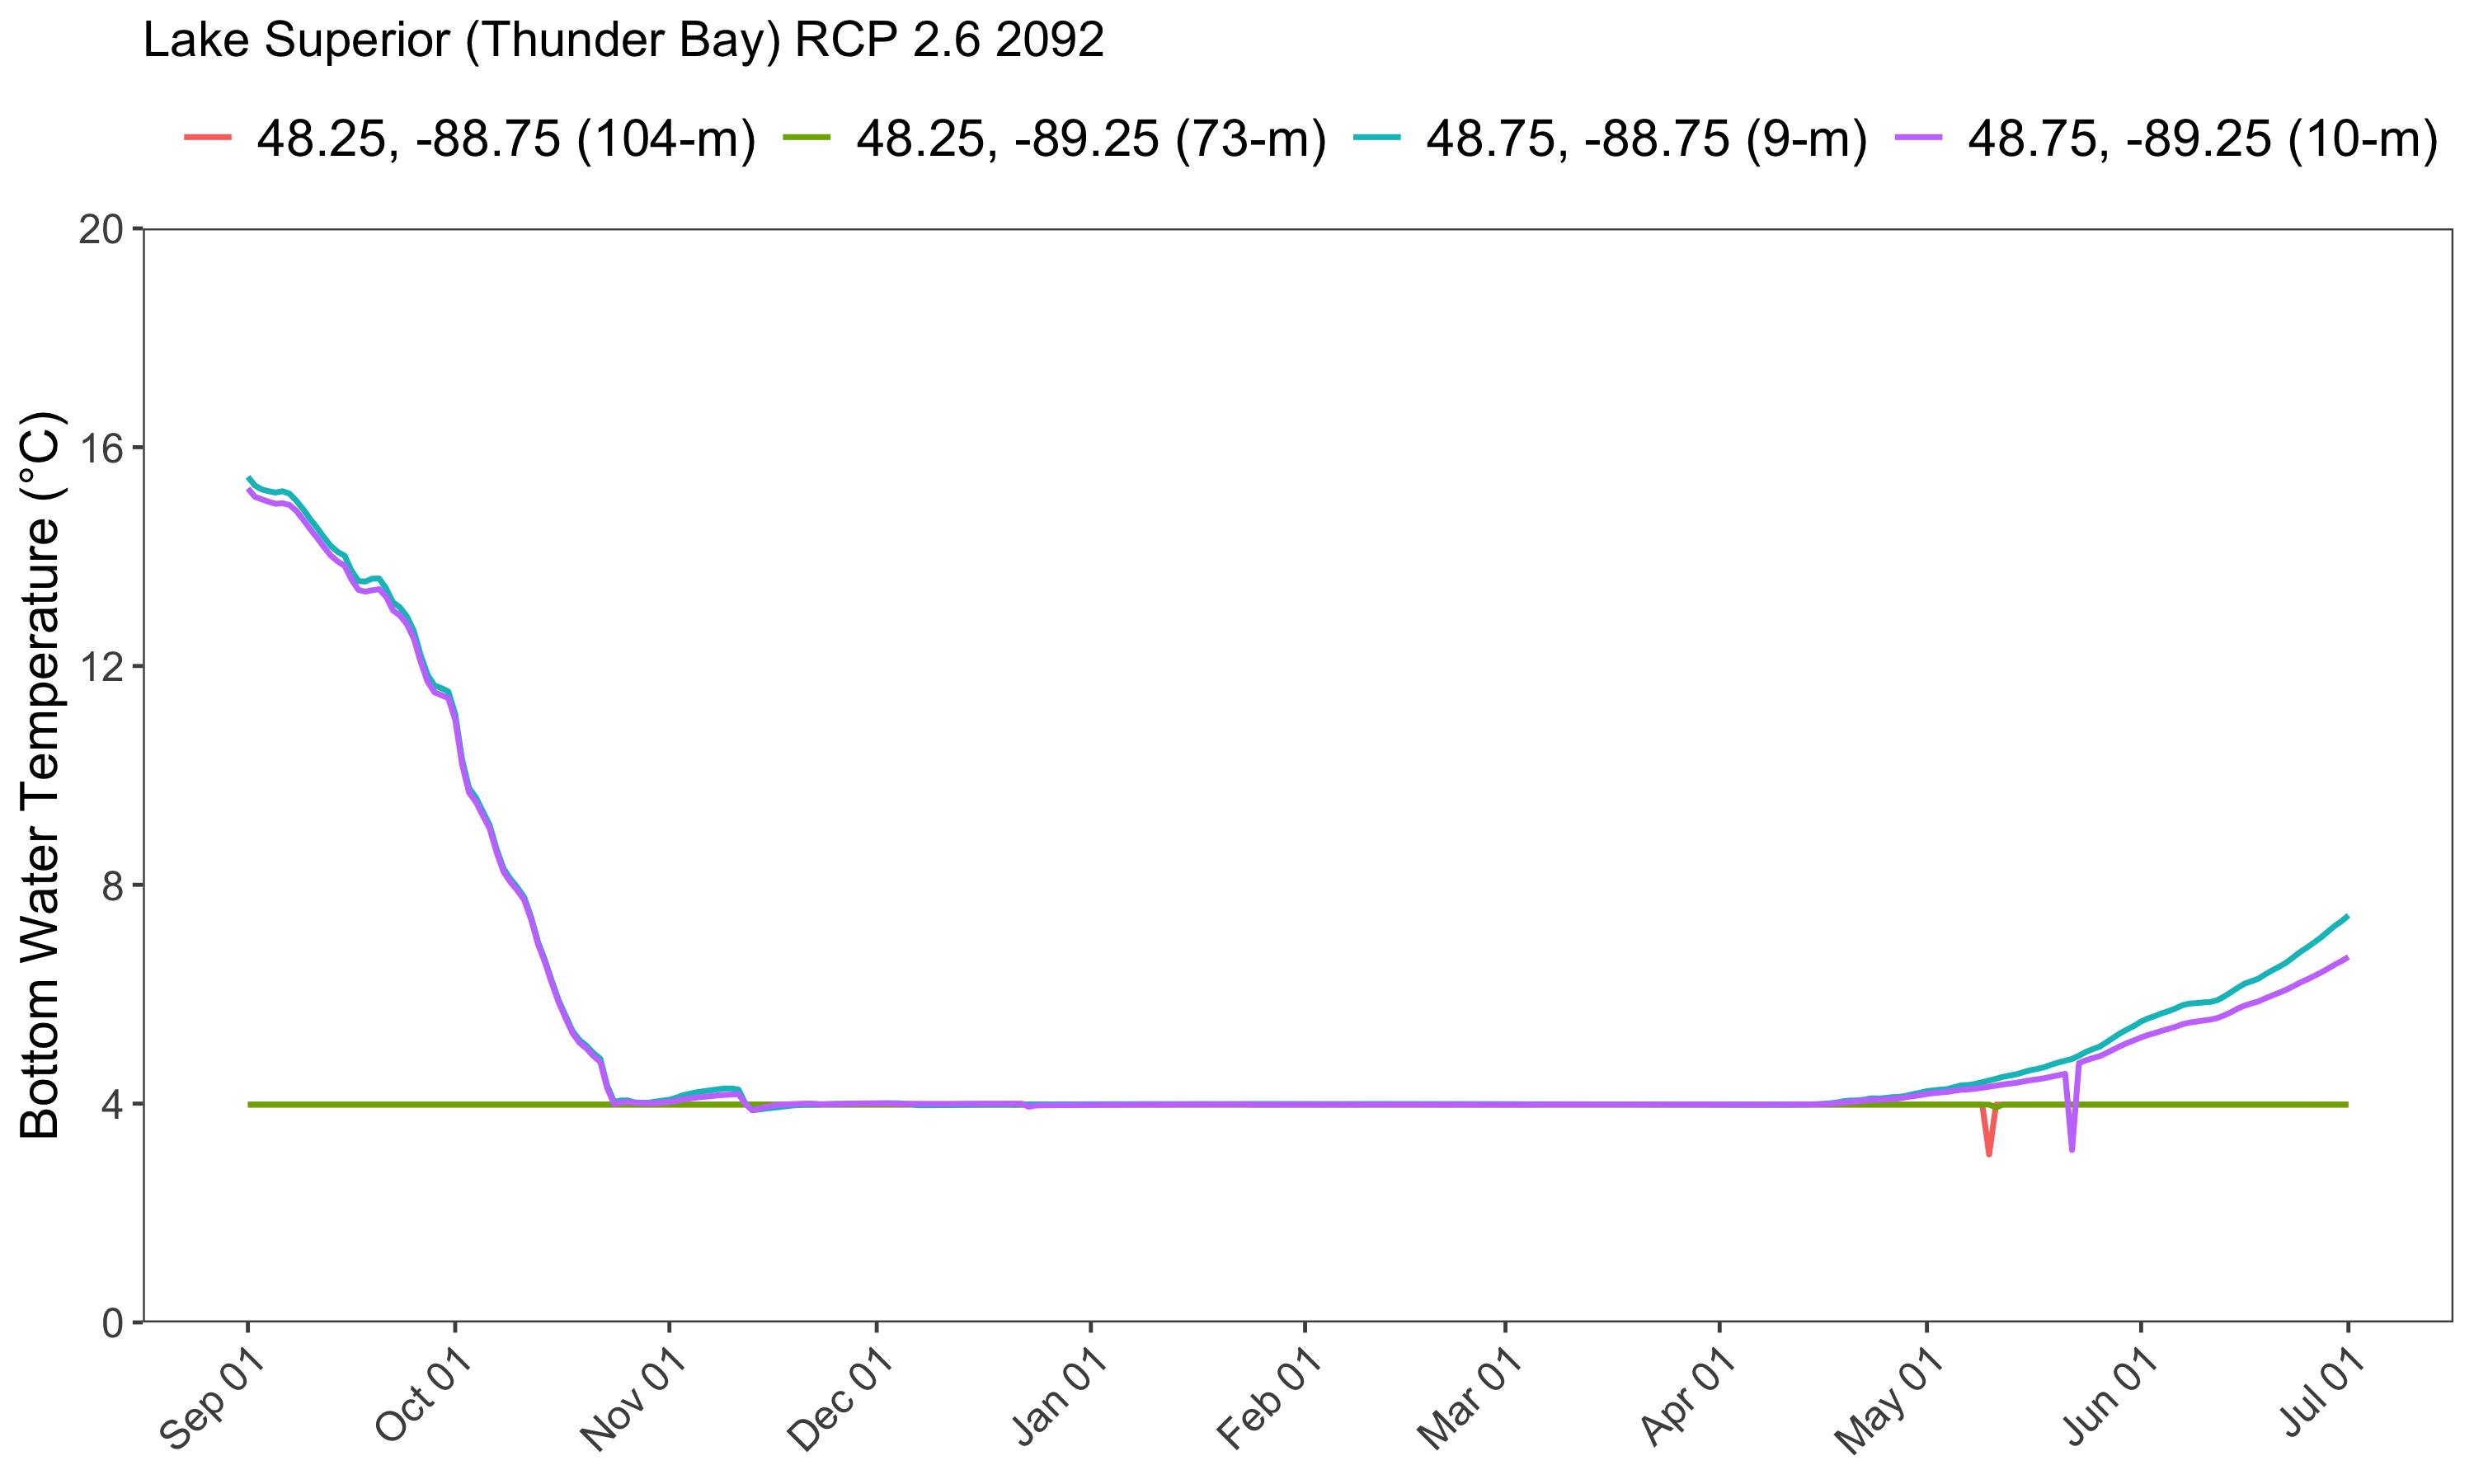 Lake Superior (Thunder Bay) RCP 2.6 2092
48.25, -88.75 (104-m) 48.25, -89.25 (73-m) 48.75, -88.75 (9-m) 48.75, -89.25 (10-m)
Bottom Water Temperature (°C)
20
16
12
8
4
0
Sep 01 Oct 01 Nov 01 Dec 01 Jan 01 Feb 01 Mar 01 Apr 01 May 01 Jun 01 Jul 01